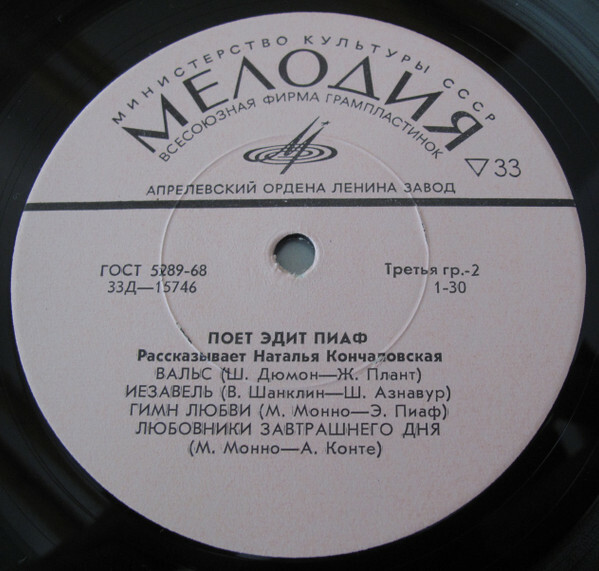 МИНИСТЕРСТВО КУЛЬТУРЫ СССР
МЕЛОДИЯ
ВСЕСОЮЗНАЯ ФИРМА ГРАМПЛАСТИНОК
▽ 33
АПРЕЛЕВСКИЙ ОРДЕНА ЛЕНИНА ЗАВОД
ГОСТ 5289-68
Третья гр.-2
33Д—15746
1-30
ПОЕТ ЭДИТ ПИАФ
Рассказывает Наталья Кончаловская
ВАЛЬС (Ш. Дюмон—Ж. Плант)
ИЕЗАВЕЛЬ (В. Шанклин—Ш. Азнавур)
ГИМН ЛЮБВИ (М. Монно—Э. Пиаф)
ЛЮБОВНИКИ ЗАВТРАШНЕГО ДНЯ
(М. Монно—А. Конте)